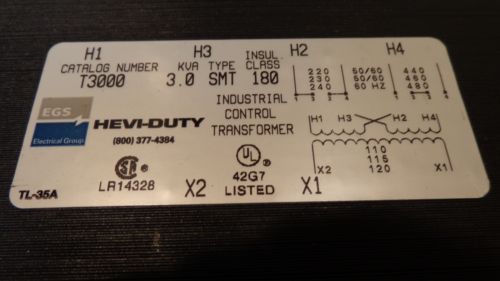 H1 H3 H2 H4
CATALOG NUMBER KVA TYPE INSUL. CLASS
T3000 3.0 SMT 180
220 50/60 440
230 50/60 460
240 60 HZ 480
INDUSTRIAL
CONTROL
TRANSFORMER
EGS
Electrical Group
HEVI-DUTY
(800) 377-4384
H1 H3 H2 H4
110
115
120
X2 X1
SA
LR14328
UL
42G7
LISTED
X2 X1
TL-35A